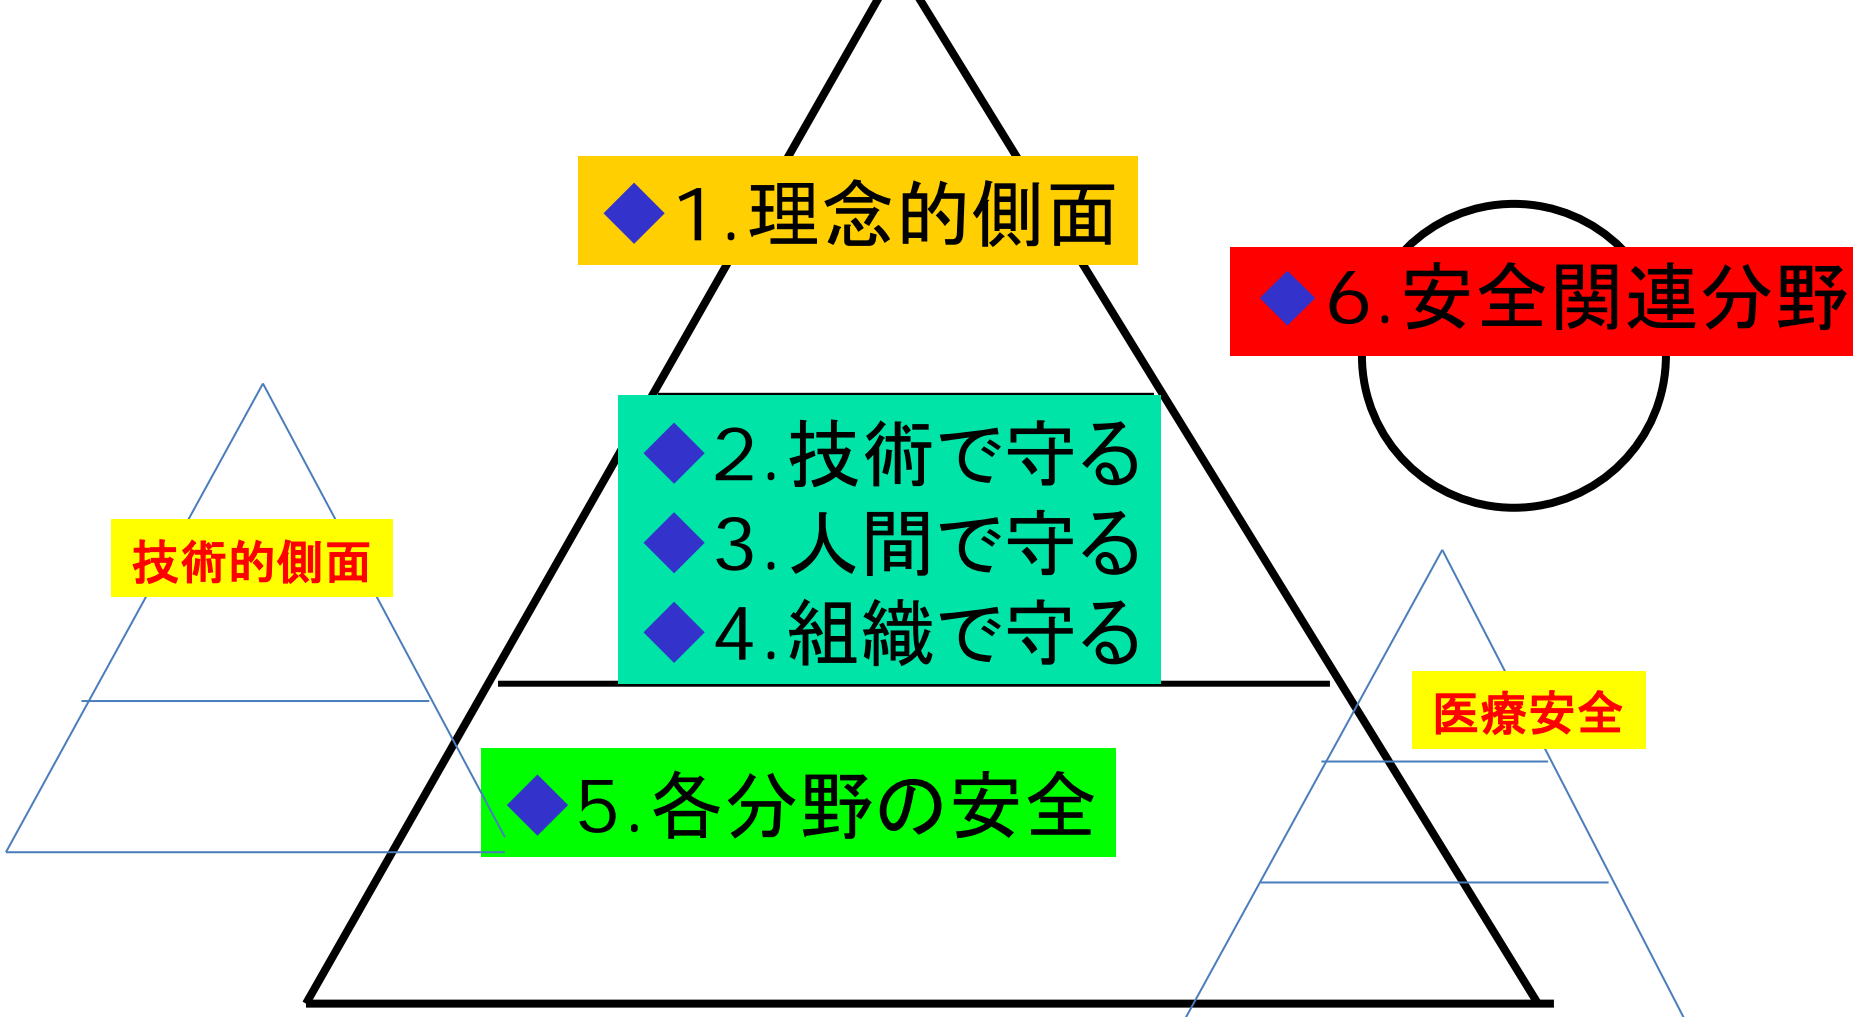 ◆1.理念的側面
◆6.安全関連分野
◆2.技術で守る
◆3.人間で守る
◆4.組織で守る
技術的側面
医療安全
◆5.各分野の安全